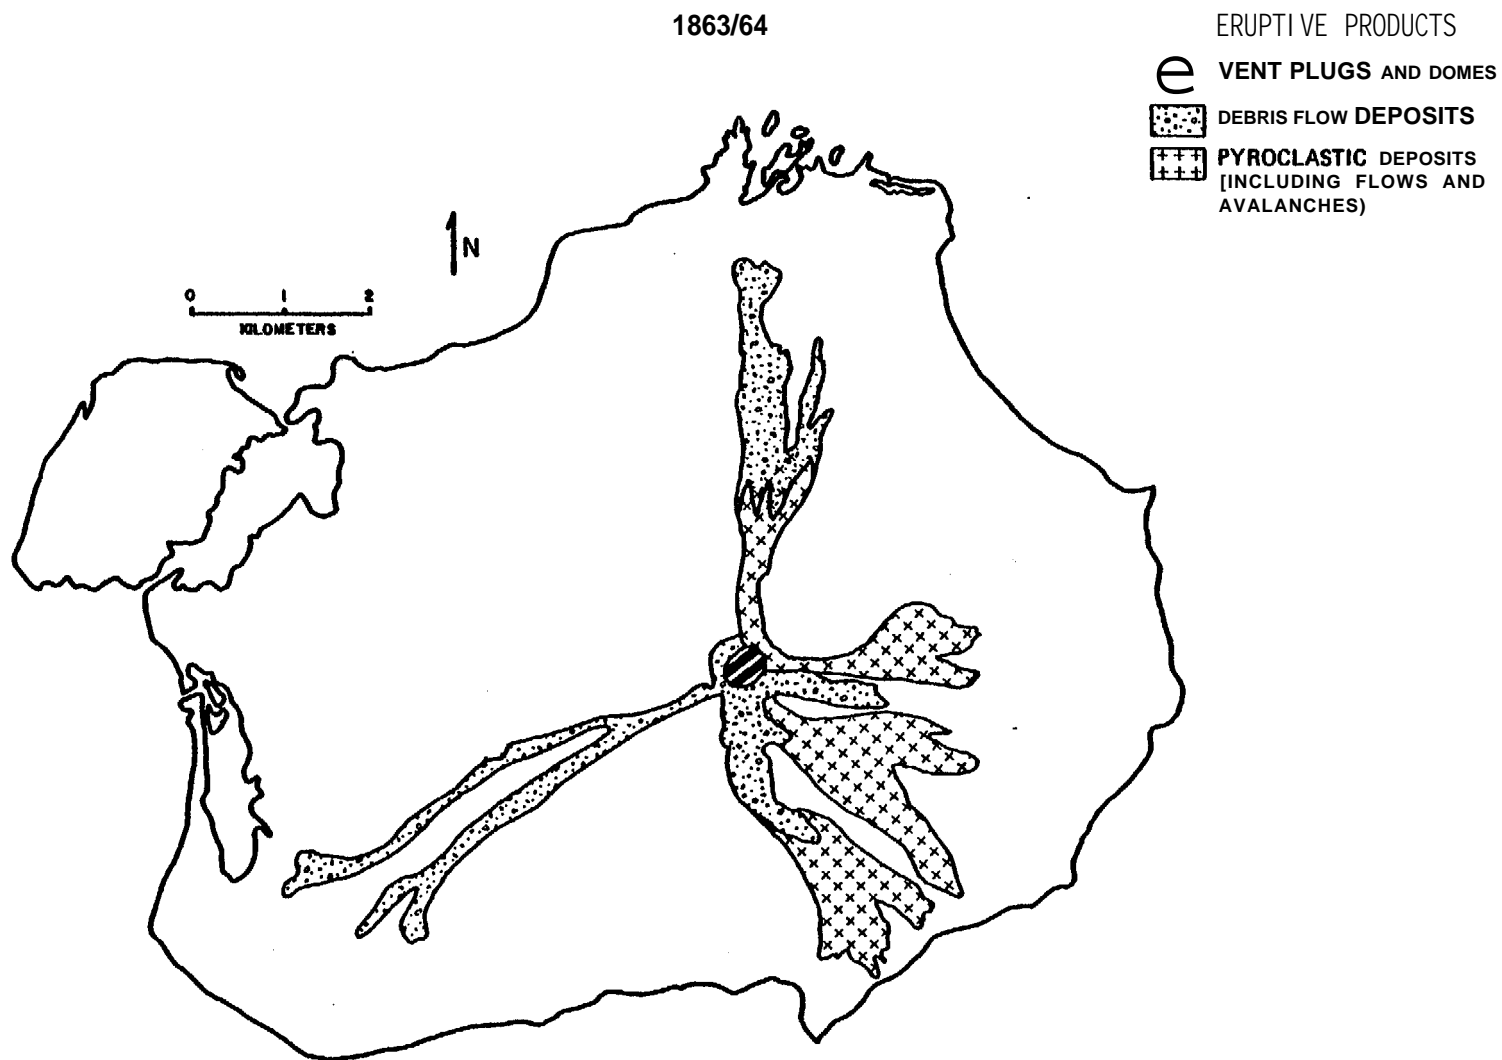 1863/64
ERUPTIVE PRODUCTS
e VENT PLUGS AND DOMES
DEBRIS FLOW DEPOSITS
PYROCLASTIC DEPOSITS
[INCLUDING FLOWS AND
AVALANCHES)
N
0 1 2
KILOMETERS